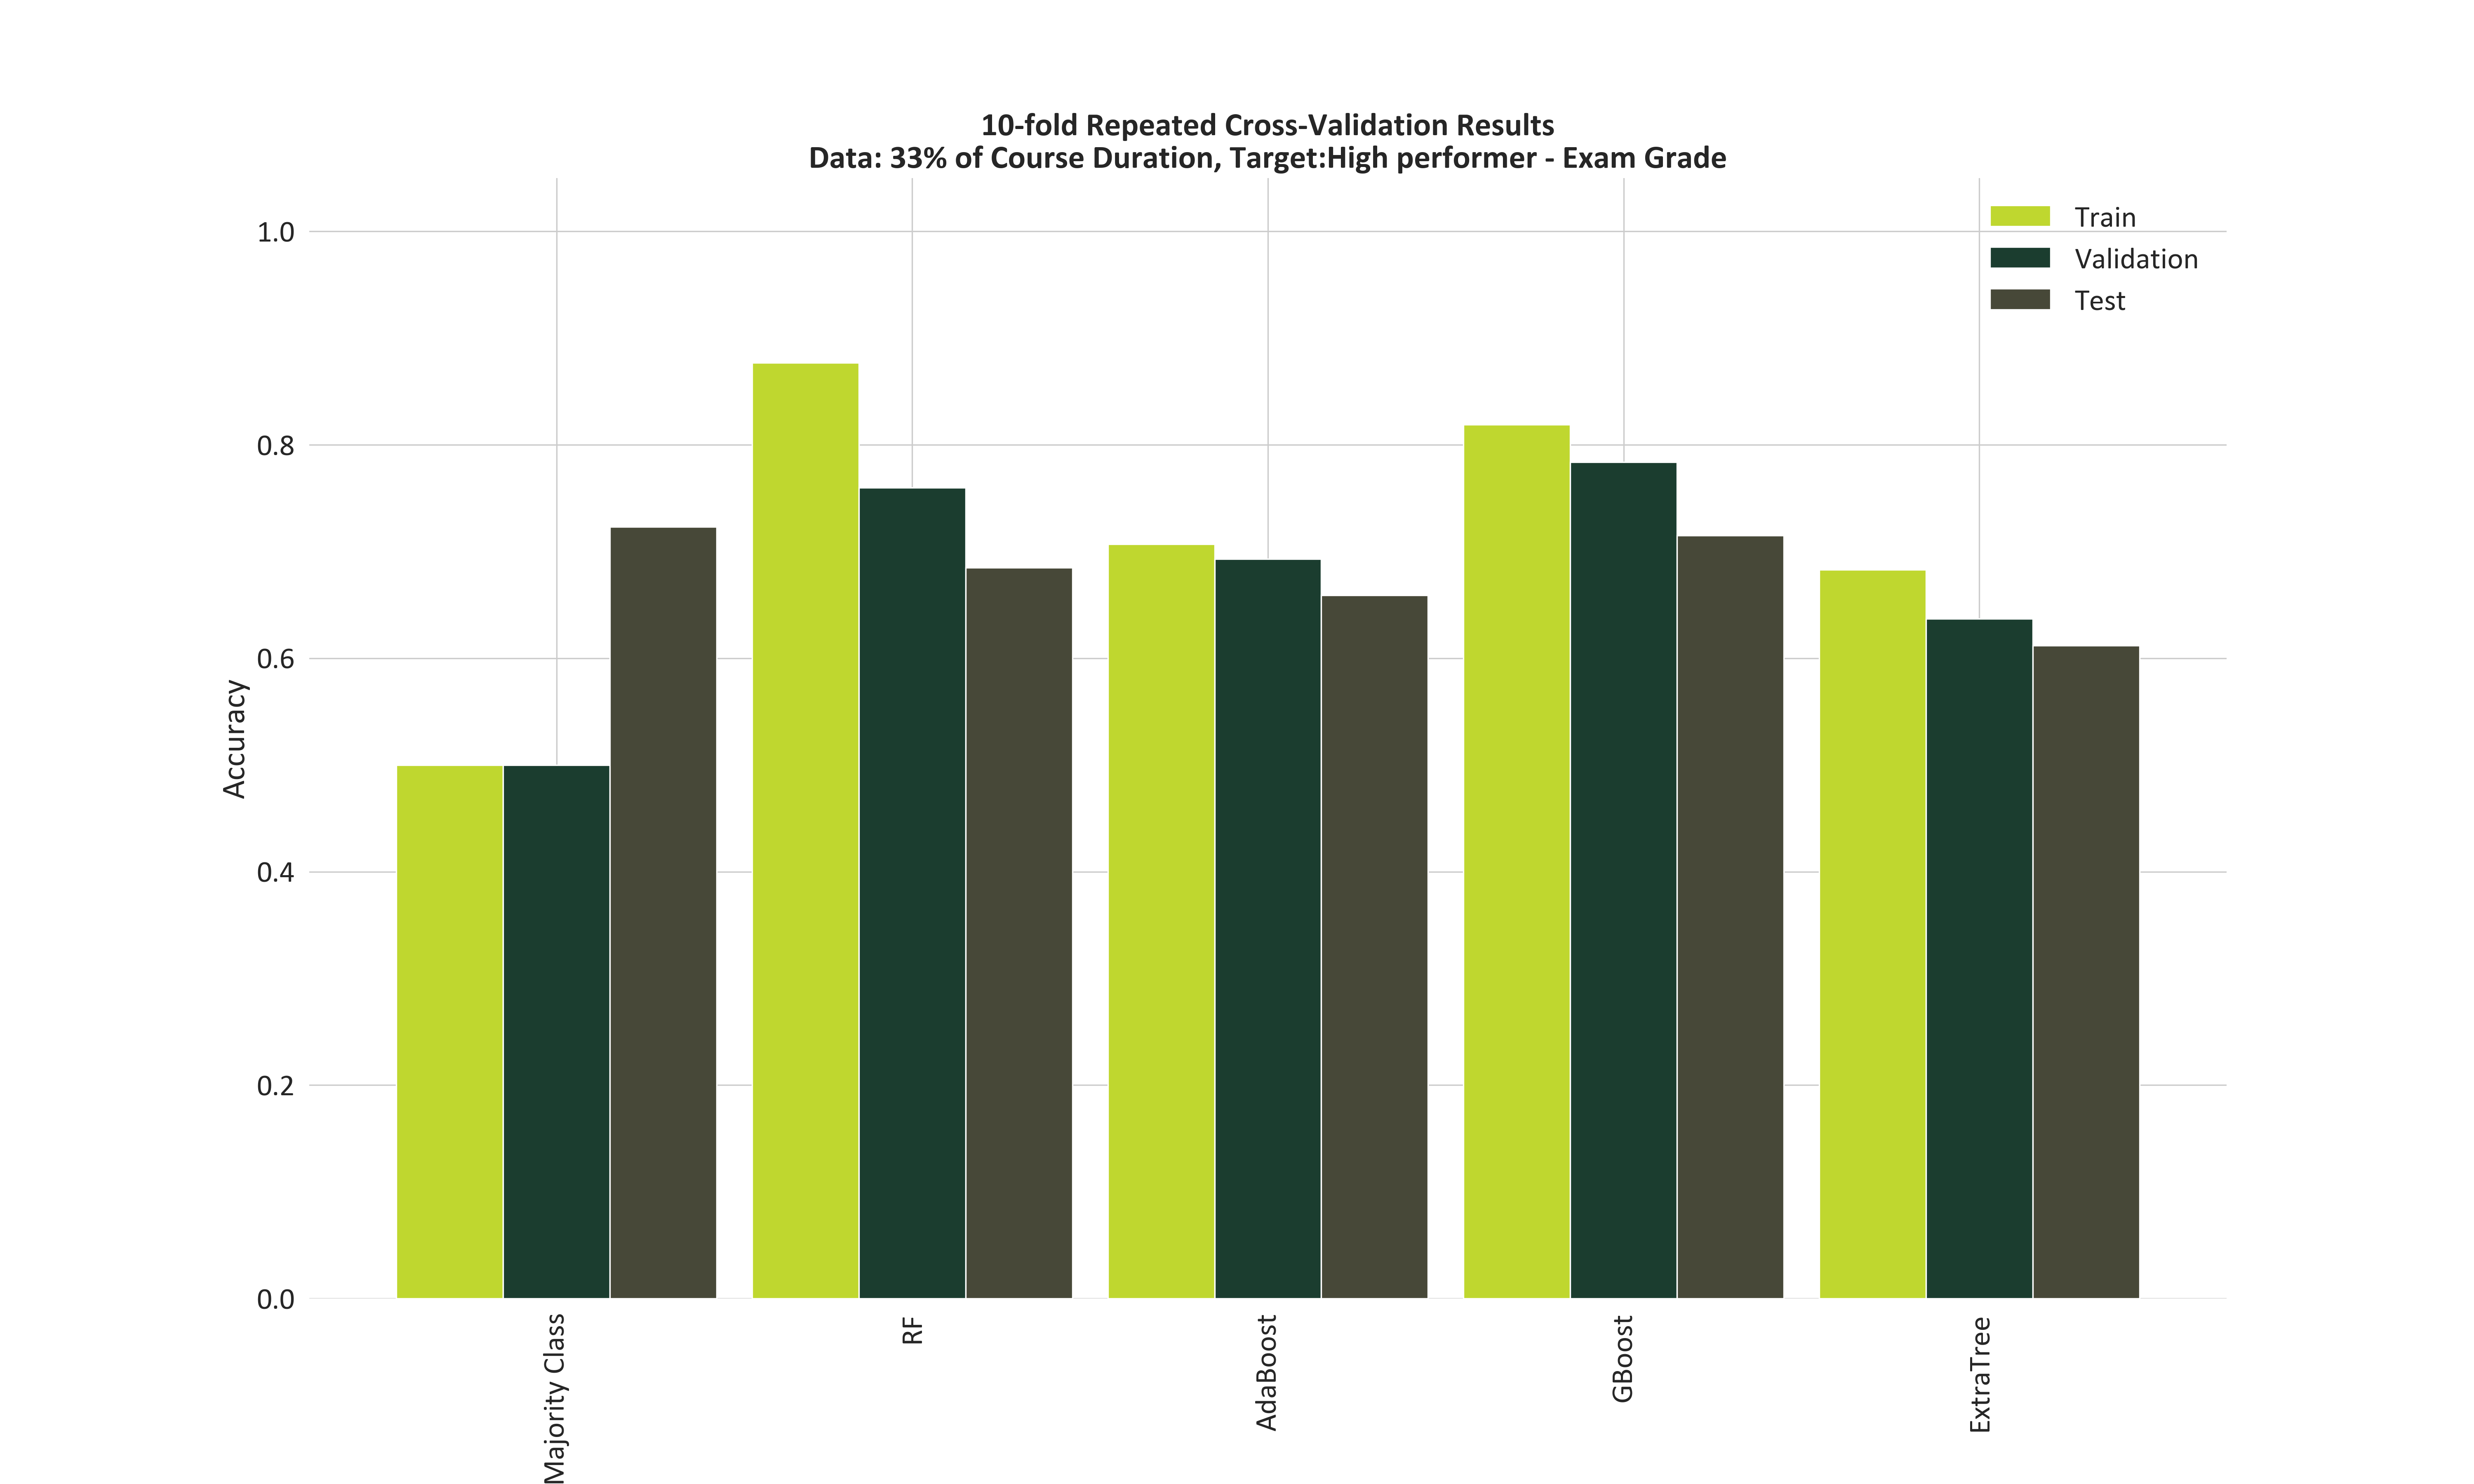 10-fold Repeated Cross-Validation Results
Data: 33% of Course Duration, Target:High performer - Exam Grade
Train
Validation
Test
1.0
0.8
0.6
0.4
0.2
0.0
Accuracy
Majority Class
RF
AdaBoost
GBoost
ExtraTree